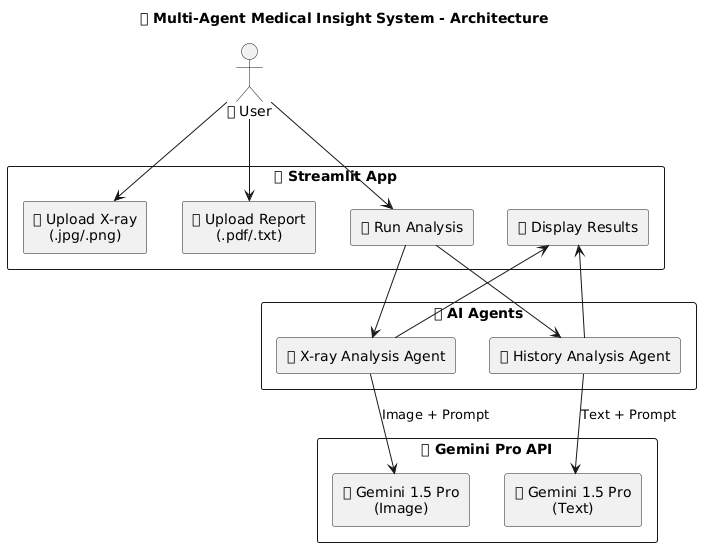 Multi-Agent Medical Insight System - Architecture
User
Streamlit App
Upload X-ray
(.jpg/.png)
Upload Report
(.pdf/.txt)
Run Analysis
Display Results
AI Agents
X-ray Analysis Agent
History Analysis Agent
Image + Prompt
Text + Prompt
Gemini Pro API
Gemini 1.5 Pro
(Image)
Gemini 1.5 Pro
(Text)